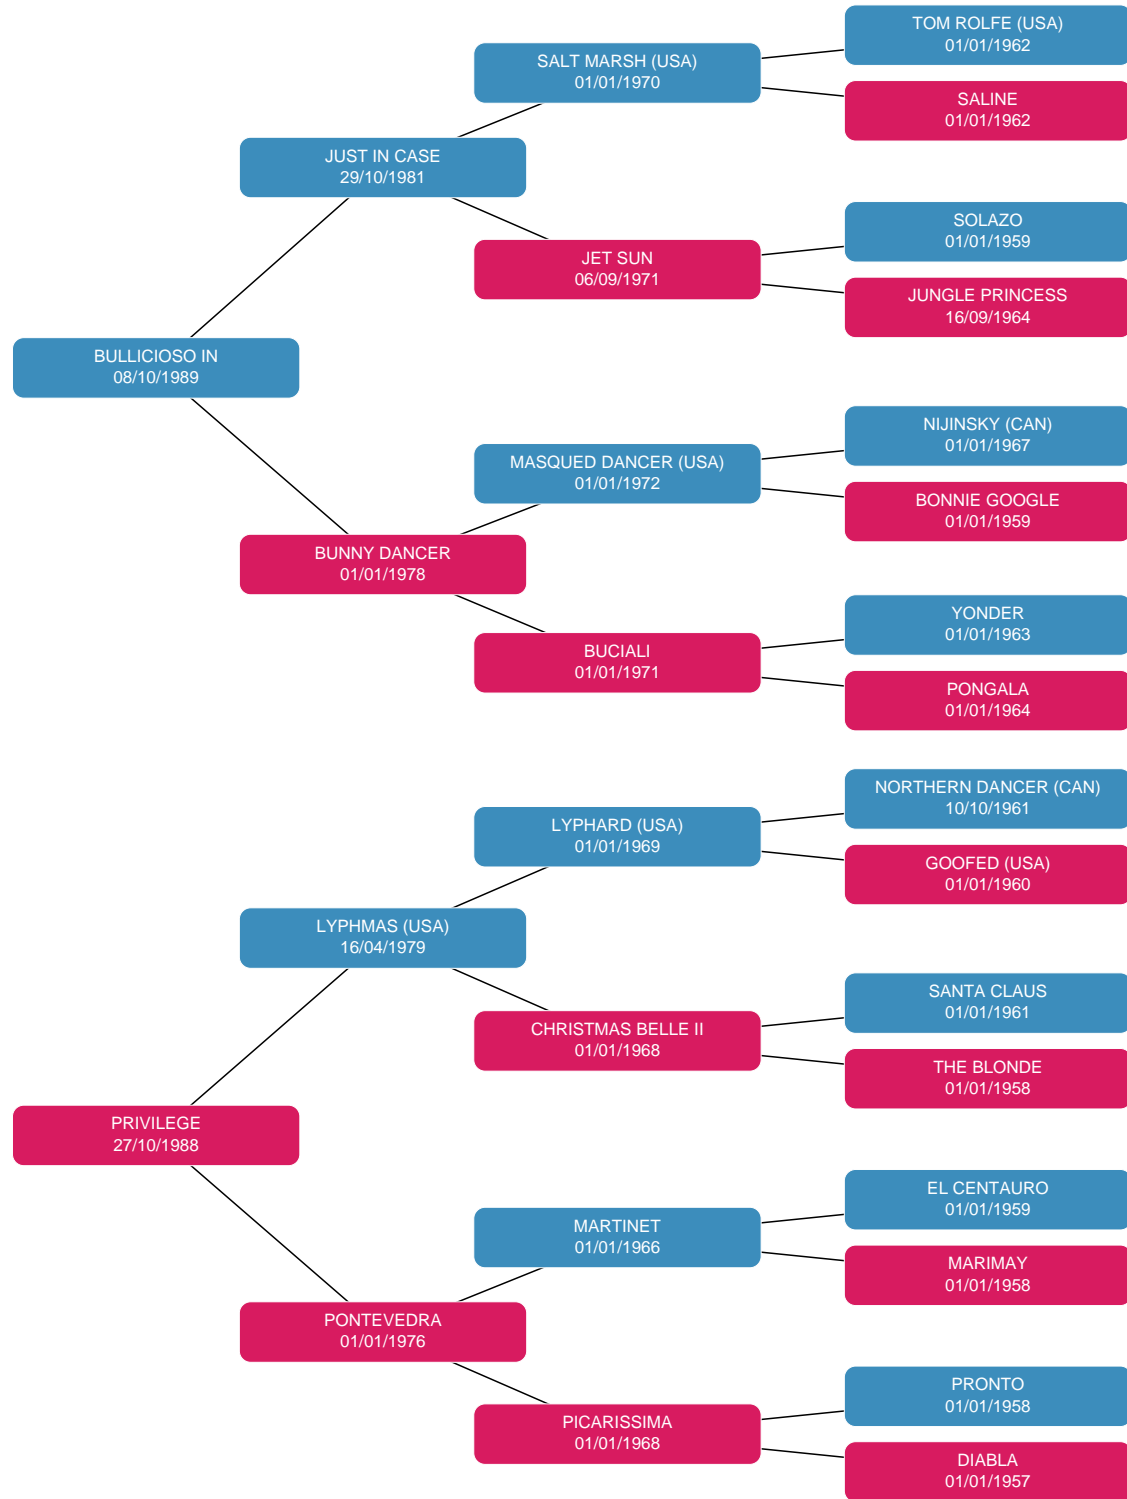 TOM ROLFE (USA)
01/01/1962
SALT MARSH (USA)
01/01/1970
SALINE
01/01/1962
JUST IN CASE
29/10/1981
SOLAZO
01/01/1959
JET SUN
06/09/1971
JUNGLE PRINCESS
16/09/1964
BULLICIOSO IN
08/10/1989
NIJINSKY (CAN)
01/01/1967
MASQUED DANCER (USA)
01/01/1972
BONNIE GOOGLE
01/01/1959
BUNNY DANCER
01/01/1978
YONDER
01/01/1963
BUCIALI
01/01/1971
PONGALA
01/01/1964
NORTHERN DANCER (CAN)
10/10/1961
LYPHARD (USA)
01/01/1969
GOOFED (USA)
01/01/1960
LYPHMAS (USA)
16/04/1979
SANTA CLAUS
01/01/1961
CHRISTMAS BELLE II
01/01/1968
THE BLONDE
01/01/1958
PRIVILEGE
27/10/1988
EL CENTAURO
01/01/1959
MARTINET
01/01/1966
MARIMAY
01/01/1958
PONTEVEDRA
01/01/1976
PRONTO
01/01/1958
PICARISSIMA
01/01/1968
DIABLA
01/01/1957